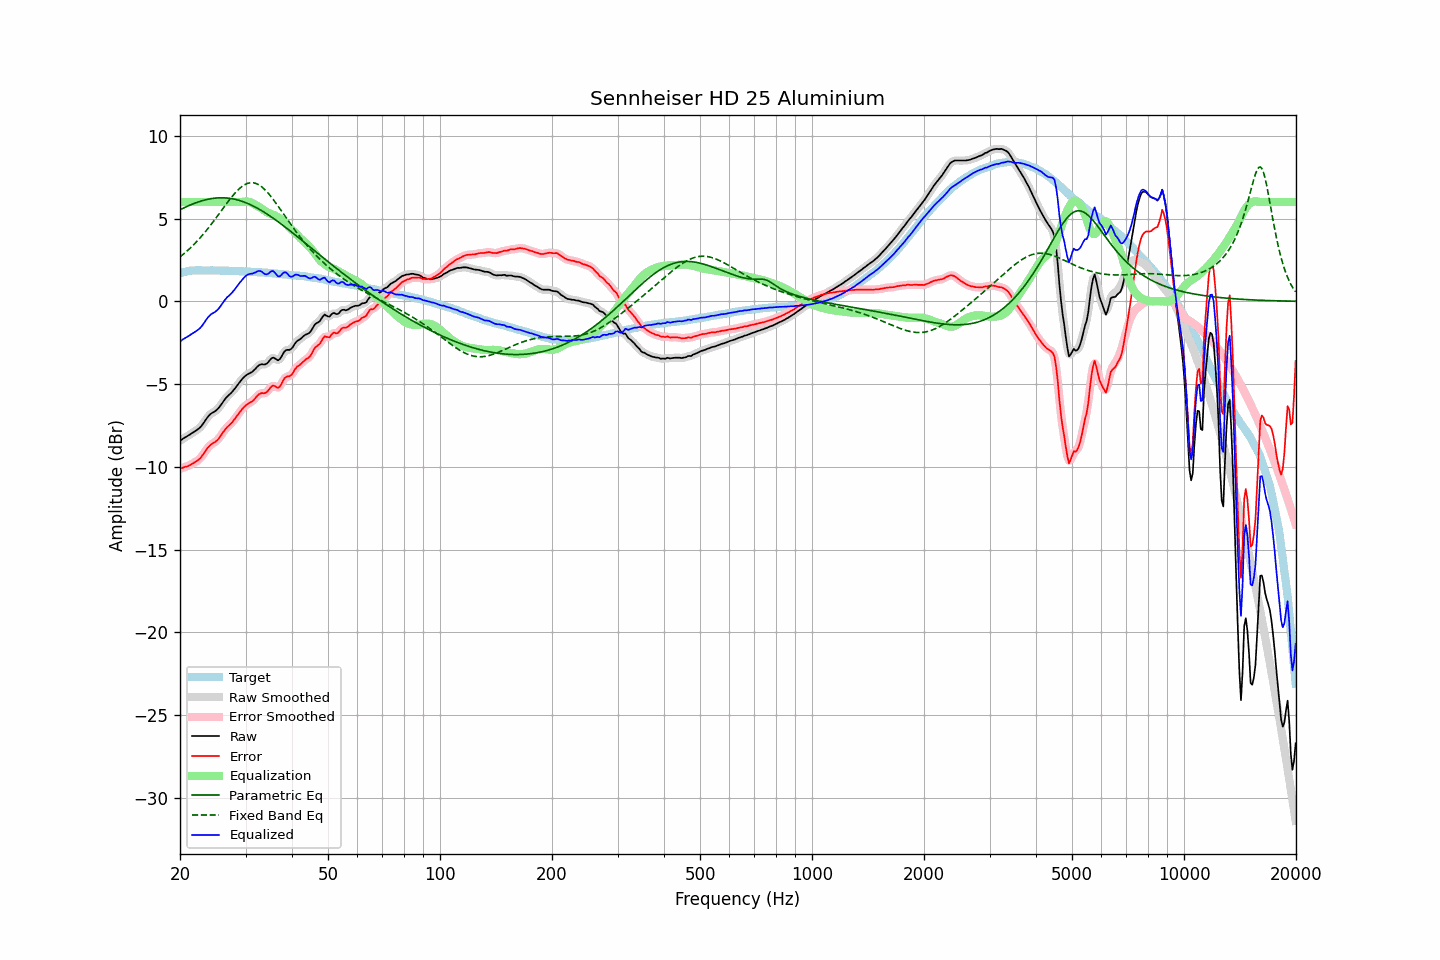 Sennheiser HD 25 Aluminium
10
5
0
−5
−10
−15
−20
−25
−30
Amplitude (dBr)
Target
Raw Smoothed
Error Smoothed
Raw
Error
Equalization
Parametric Eq
Fixed Band Eq
Equalized
20 50 100 200 500 1000 2000 5000 10000 20000
Frequency (Hz)